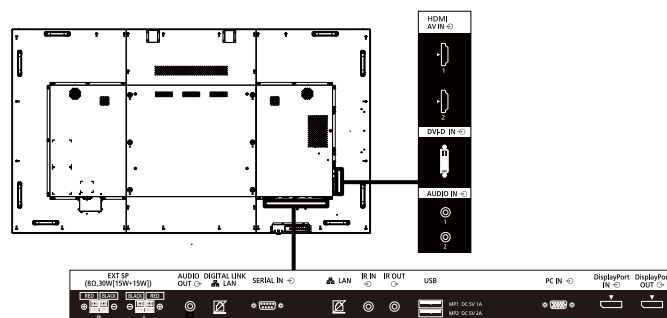 HDMI
AV IN
1
2
DVI-D IN
AUDIO IN
1
2
EXT SP
(8Ω,30W[15W+15W])
RED BLACK BLACK RED
R L
AUDIO
OUT
DIGITAL LINK
LAN
SERIAL IN
LAN
IR IN
IR OUT
USB
MP1 DC 5V 1A
MP2 DC 5V 2A
PC IN
DisplayPort
IN
DisplayPort
OUT